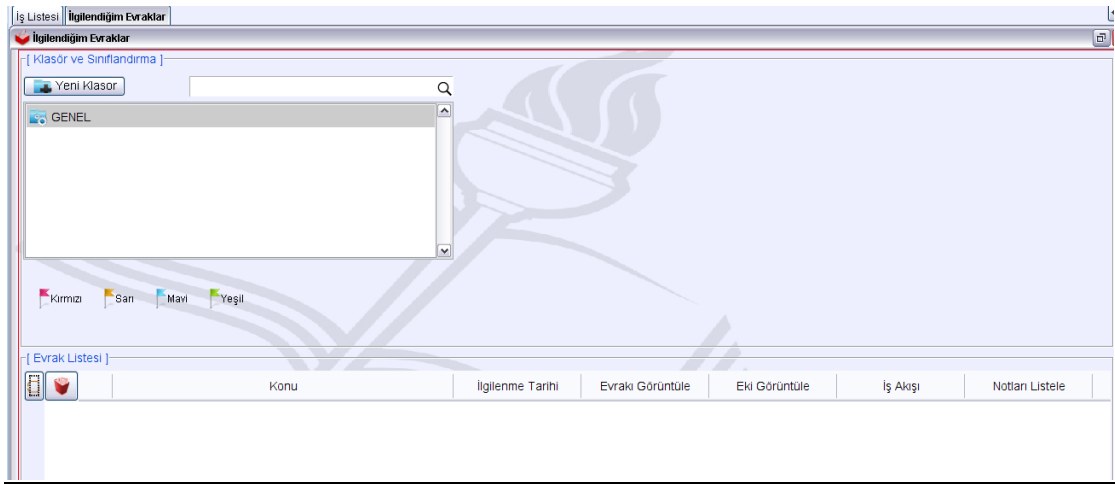 İş Listesi İlgilendiğim Evraklar
İlgilendiğim Evraklar
[ Klasör ve Sınıflandırma ]
Yeni Klasor
GENEL
Kırmızı Sarı Mavi Yeşil
[ Evrak Listesi ]
Konu İlgilenme Tarihi Evrakı Görüntüle Eki Görüntüle İş Akışı Notları Listele